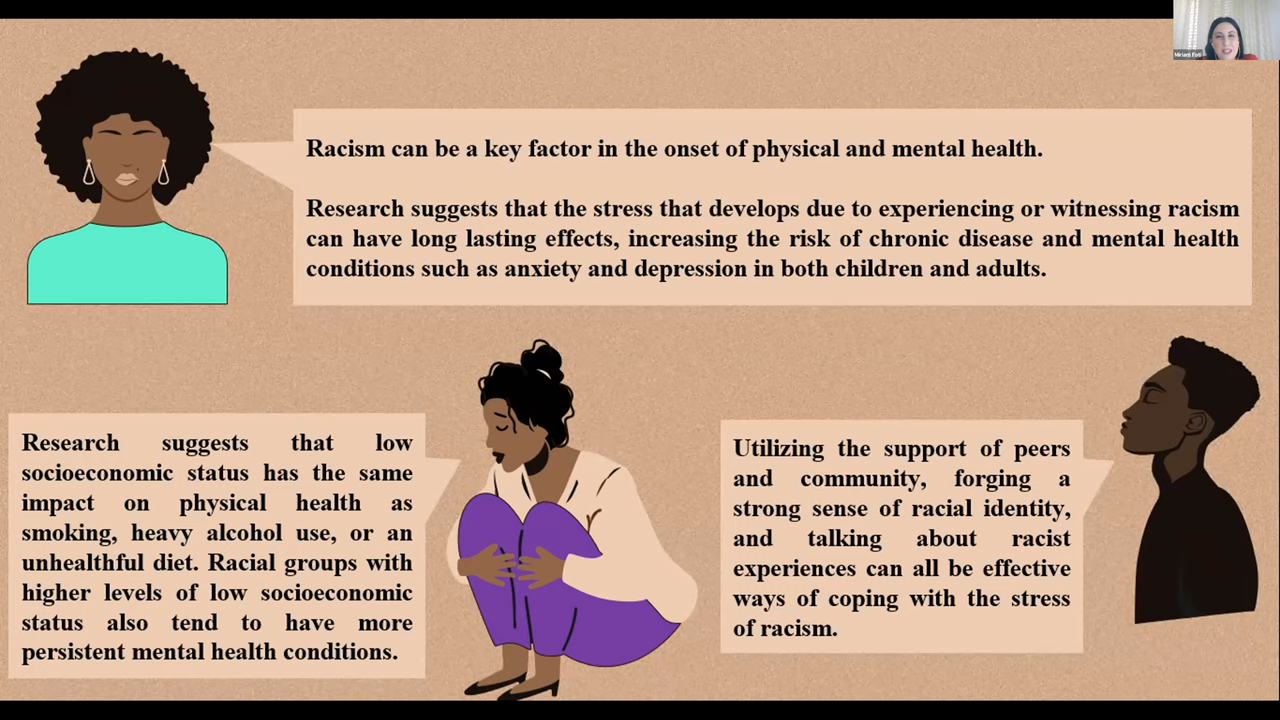 Miriam Foti
Racism can be a key factor in the onset of physical and mental health.
Research suggests that the stress that develops due to experiencing or witnessing racism
can have long lasting effects, increasing the risk of chronic disease and mental health
conditions such as anxiety and depression in both children and adults.
Research suggests that low
socioeconomic status has the same
impact on physical health as
smoking, heavy alcohol use, or an
unhealthful diet. Racial groups with
higher levels of low socioeconomic
status also tend to have more
persistent mental health conditions.
Utilizing the support of peers
and community, forging a
strong sense of racial identity,
and talking about racist
experiences can all be effective
ways of coping with the stress
of racism.